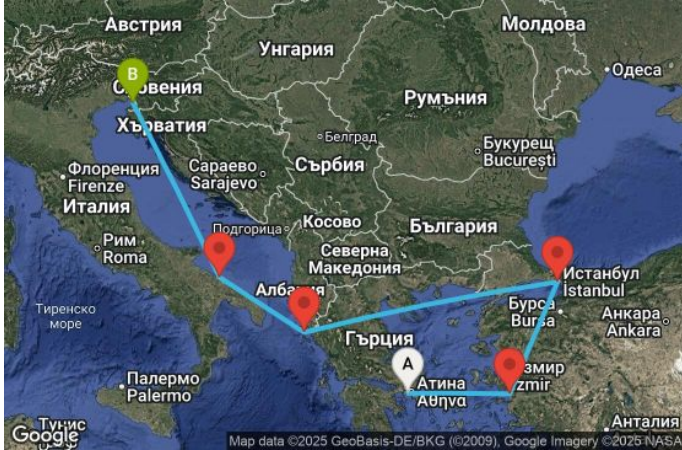 Австрия
Молдова
Унгария
B
Словения
Одеса
Румъния
Хърватия
Белград
Букурещ
București
Флоренция
Firenze
Сараево
Sarajevo
Сърбия
Италия
Подгорица
Косово
България
Рим
Roma
Северна
Македония
Истанбул
İstanbul
Албания
Бурса
Bursa
Тиренско
море
Анкара
Ankara
Гърция
A
Измир
İzmir
Атина
Αθήνα
Палермо
Palermo
Анталия
Тунис
Google
Map data ©2025 GeoBasis-DE/BKG (©2009), Google Imagery ©2025 NASA